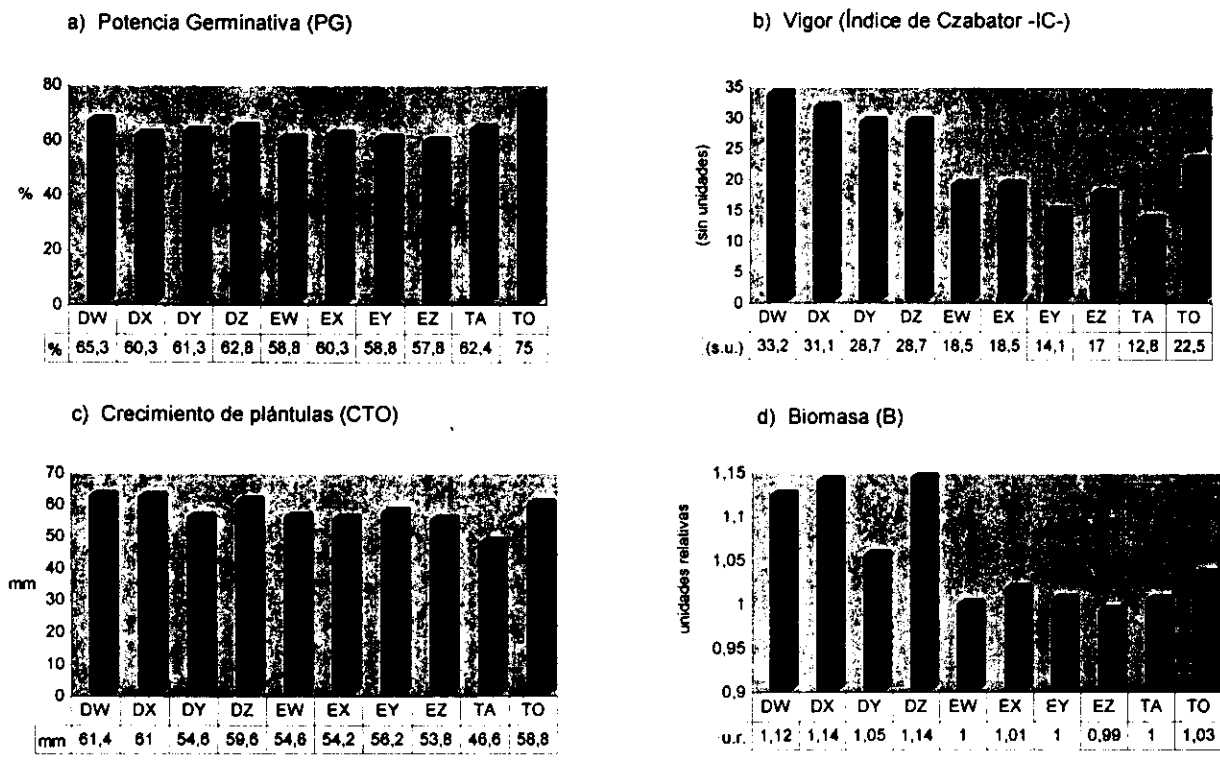 a) Potencia Germinativa (PG)
80
60
%
40
20
0
DW DX DY DZ EW EX EY EZ TA TO
% 65,3 60,3 61,3 62,8 58,8 60,3 58,8 57,8 62,4 75
b) Vigor (Índice de Czabator -IC-)
(sin unidades)
35
30
25
20
15
10
5
0
DW DX DY DZ EW EX EY EZ TA TO
(s.u.) 33,2 31,1 28,7 28,7 18,5 18,5 14,1 17 12,8 22,5
c) Crecimiento de plántulas (CTO)
70
60
50
40
mm
30
20
10
0
DW DX DY DZ EW EX EY EZ TA TO
mm 61,4 61 54,6 59,6 54,6 54,2 56,2 53,8 46,6 58,8
d) Biomasa (B)
unidades relativas
1,15
1,1
1,05
1
0,95
0,9
DW DX DY DZ EW EX EY EZ TA TO
u.r. 1,12 1,14 1,05 1,14 1 1,01 1 0,99 1 1,03